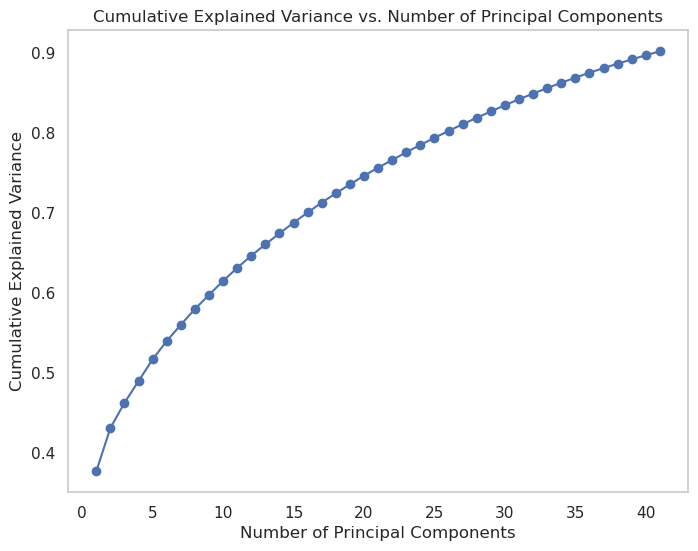 Cumulative Explained Variance vs. Number of Principal Components
0.9
0.8
0.7
0.6
0.5
0.4
Cumulative Explained Variance
0 5 10 15 20 25 30 35 40
Number of Principal Components